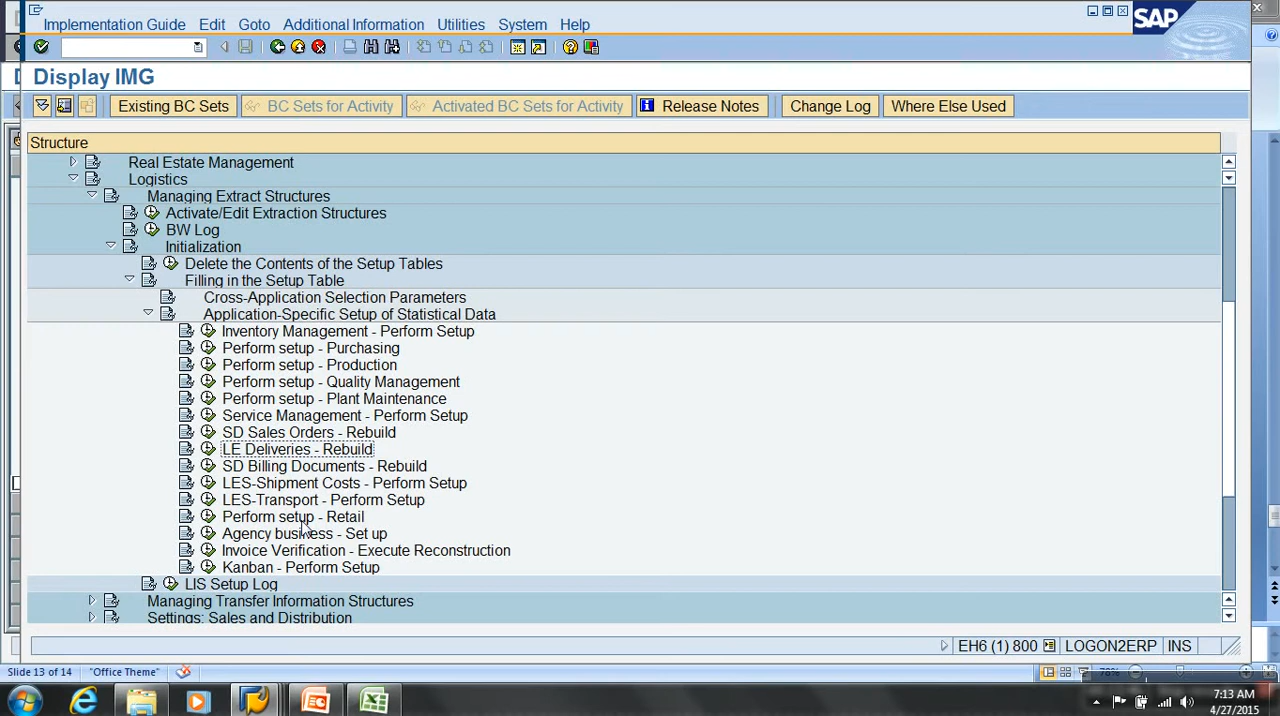 Implementation Guide Edit Goto Additional Information Utilities System Help
SAP
Display IMG
Existing BC Sets BC Sets for Activity Activated BC Sets for Activity Release Notes Change Log Where Else Used
Structure
Real Estate Management
Logistics
Managing Extract Structures
Activate/Edit Extraction Structures
BW Log
Initialization
Delete the Contents of the Setup Tables
Filling in the Setup Table
Cross-Application Selection Parameters
Application-Specific Setup of Statistical Data
Inventory Management - Perform Setup
Perform setup - Purchasing
Perform setup - Production
Perform setup - Quality Management
Perform setup - Plant Maintenance
Service Management - Perform Setup
SD Sales Orders - Rebuild
LE Deliveries - Rebuild
SD Billing Documents - Rebuild
LES-Shipment Costs - Perform Setup
LES-Transport - Perform Setup
Perform setup - Retail
Agency business - Set up
Invoice Verification - Execute Reconstruction
Kanban - Perform Setup
LIS Setup Log
Managing Transfer Information Structures
Settings: Sales and Distribution
EH6 (1) 800 LOGON2ERP INS
Slide 13 of 14 "Office Theme" 78%
7:13 AM
4/27/2015